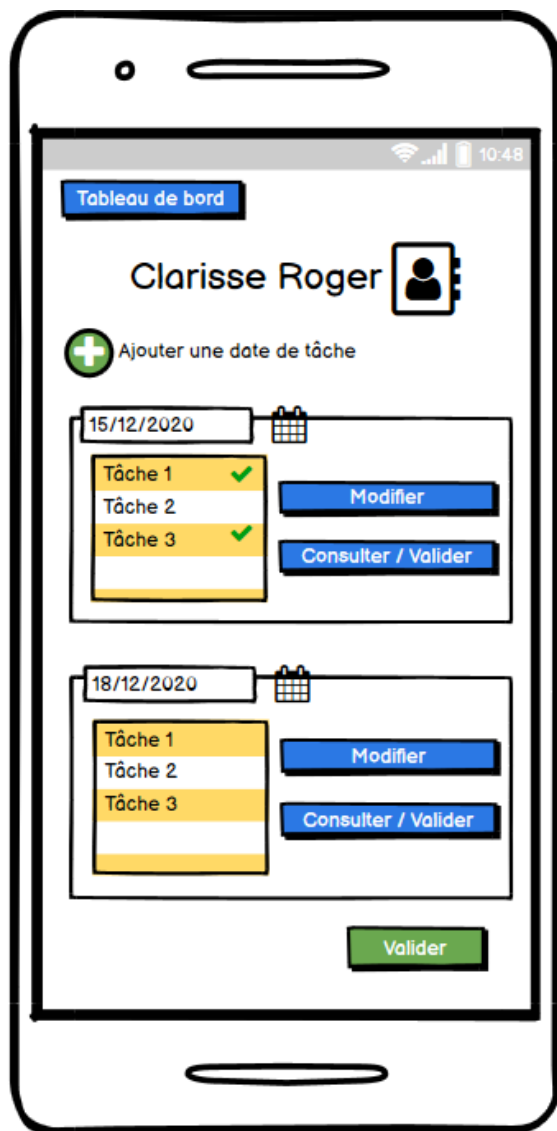 10:48
Tableau de bord
Clarisse Roger
Ajouter une date de tâche
15/12/2020
Tâche 1
Tâche 2
Tâche 3
Modifier
Consulter / Valider
18/12/2020
Tâche 1
Tâche 2
Tâche 3
Modifier
Consulter / Valider
Valider